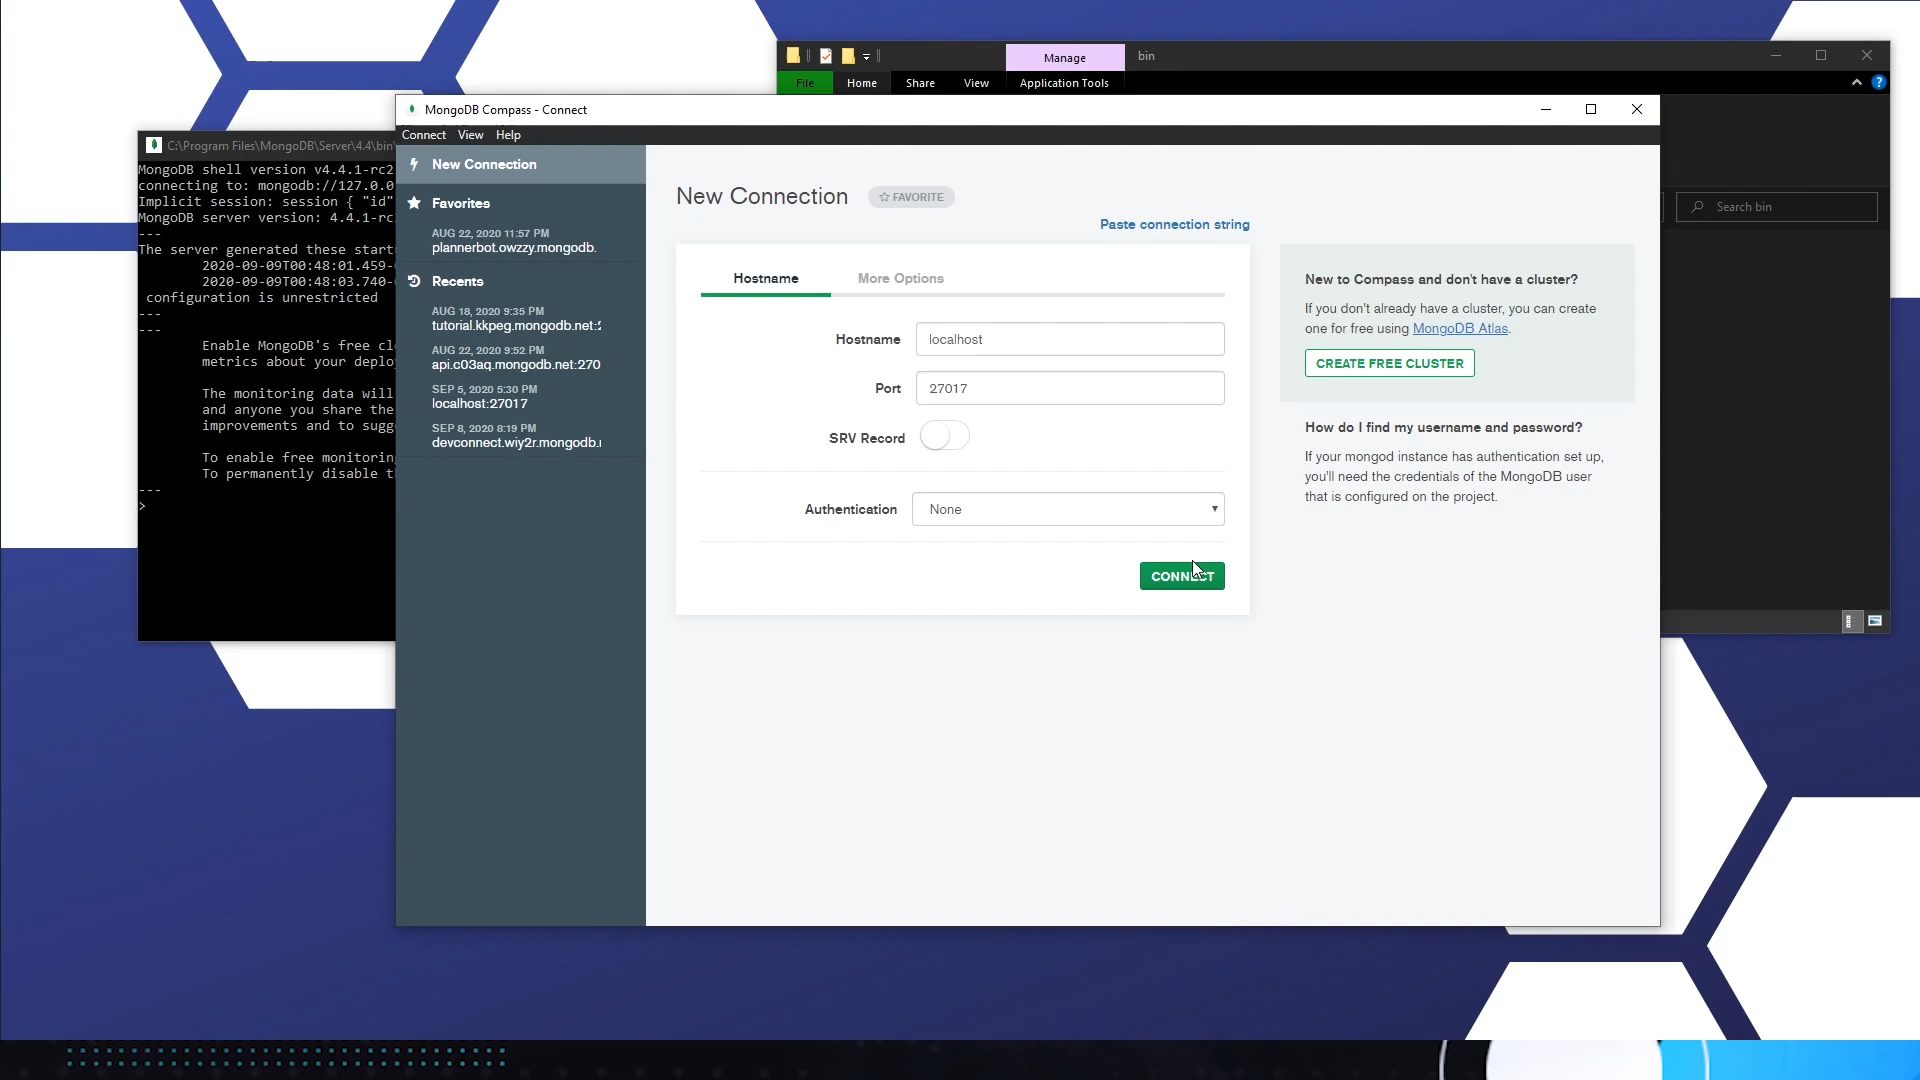 Manage
bin
File
Home
Share
View
Application Tools
Search bin
C:\Program Files\MongoDB\Server\4.4\bin\
MongoDB shell version v4.4.1-rc2
connecting to: mongodb://127.0.0
Implicit session: session { "id"
MongoDB server version: 4.4.1-rc
---
The server generated these start
2020-09-09T00:48:01.459-
2020-09-09T00:48:03.740-
configuration is unrestricted
---
---
Enable MongoDB's free clo
metrics about your deploy
The monitoring data will
and anyone you share the
improvements and to sugge
To enable free monitoring
To permanently disable t
---
>
MongoDB Compass - Connect
Connect
View
Help
New Connection
Favorites
AUG 22, 2020 11:57 PM
plannerbot.owzzy.mongodb.
Recents
AUG 18, 2020 9:35 PM
tutorial.kkpeg.mongodb.net:2
AUG 22, 2020 9:52 PM
api.c03aq.mongodb.net:270
SEP 5, 2020 5:30 PM
localhost:27017
SEP 8, 2020 8:19 PM
devconnect.wiy2r.mongodb.
New Connection
FAVORITE
Paste connection string
Hostname
More Options
Hostname
localhost
Port
27017
SRV Record
Authentication
None
CONNECT
New to Compass and don't have a cluster?
If you don't already have a cluster, you can create
one for free using MongoDB Atlas.
CREATE FREE CLUSTER
How do I find my username and password?
If your mongod instance has authentication set up,
you'll need the credentials of the MongoDB user
that is configured on the project.